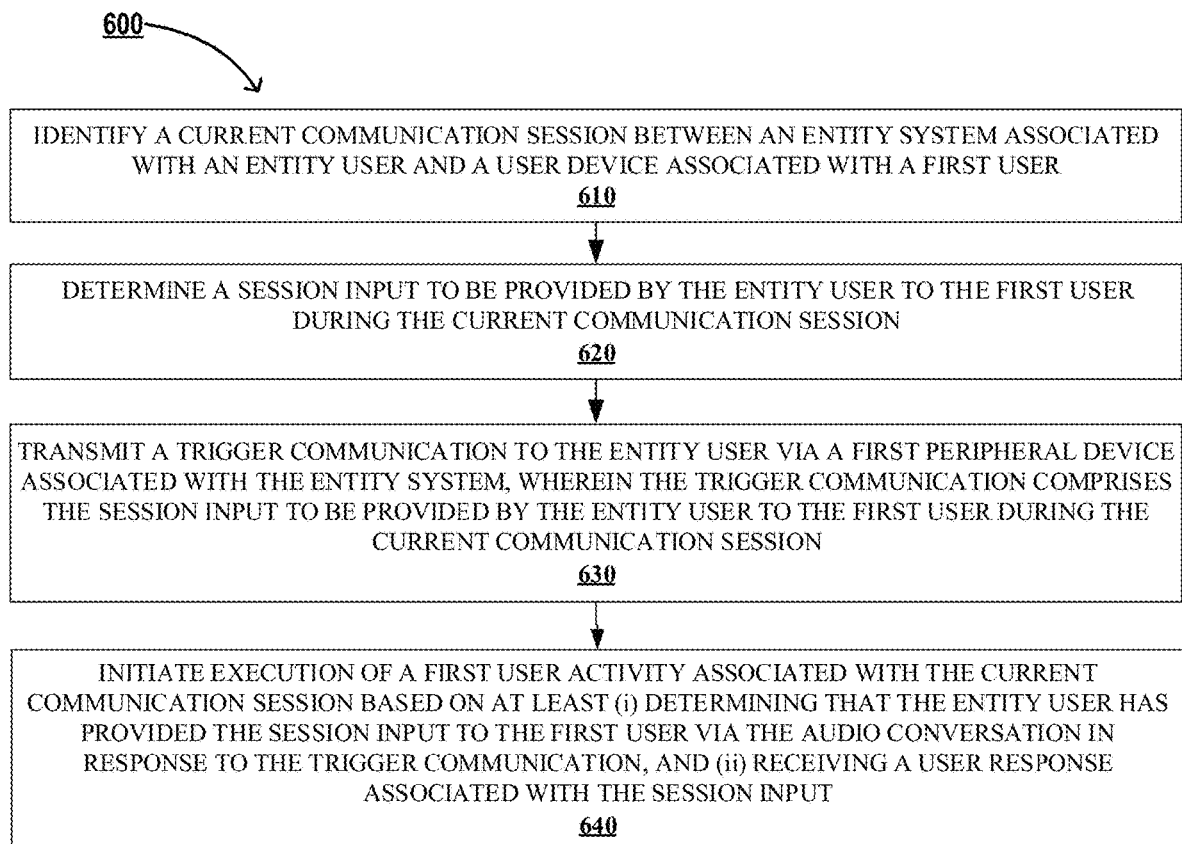 600
IDENTIFY A CURRENT COMMUNICATION SESSION BETWEEN AN ENTITY SYSTEM ASSOCIATED
WITH AN ENTITY USER AND A USER DEVICE ASSOCIATED WITH A FIRST USER
610
DETERMINE A SESSION INPUT TO BE PROVIDED BY THE ENTITY USER TO THE FIRST USER
DURING THE CURRENT COMMUNICATION SESSION
620
TRANSMIT A TRIGGER COMMUNICATION TO THE ENTITY USER VIA A FIRST PERIPHERAL DEVICE
ASSOCIATED WITH THE ENTITY SYSTEM, WHEREIN THE TRIGGER COMMUNICATION COMPRISES
THE SESSION INPUT TO BE PROVIDED BY THE ENTITY USER TO THE FIRST USER DURING THE
CURRENT COMMUNICATION SESSION
630
INITIATE EXECUTION OF A FIRST USER ACTIVITY ASSOCIATED WITH THE CURRENT
COMMUNICATION SESSION BASED ON AT LEAST (i) DETERMINING THAT THE ENTITY USER HAS
PROVIDED THE SESSION INPUT TO THE FIRST USER VIA THE AUDIO CONVERSATION IN
RESPONSE TO THE TRIGGER COMMUNICATION, AND (ii) RECEIVING A USER RESPONSE
ASSOCIATED WITH THE SESSION INPUT
640